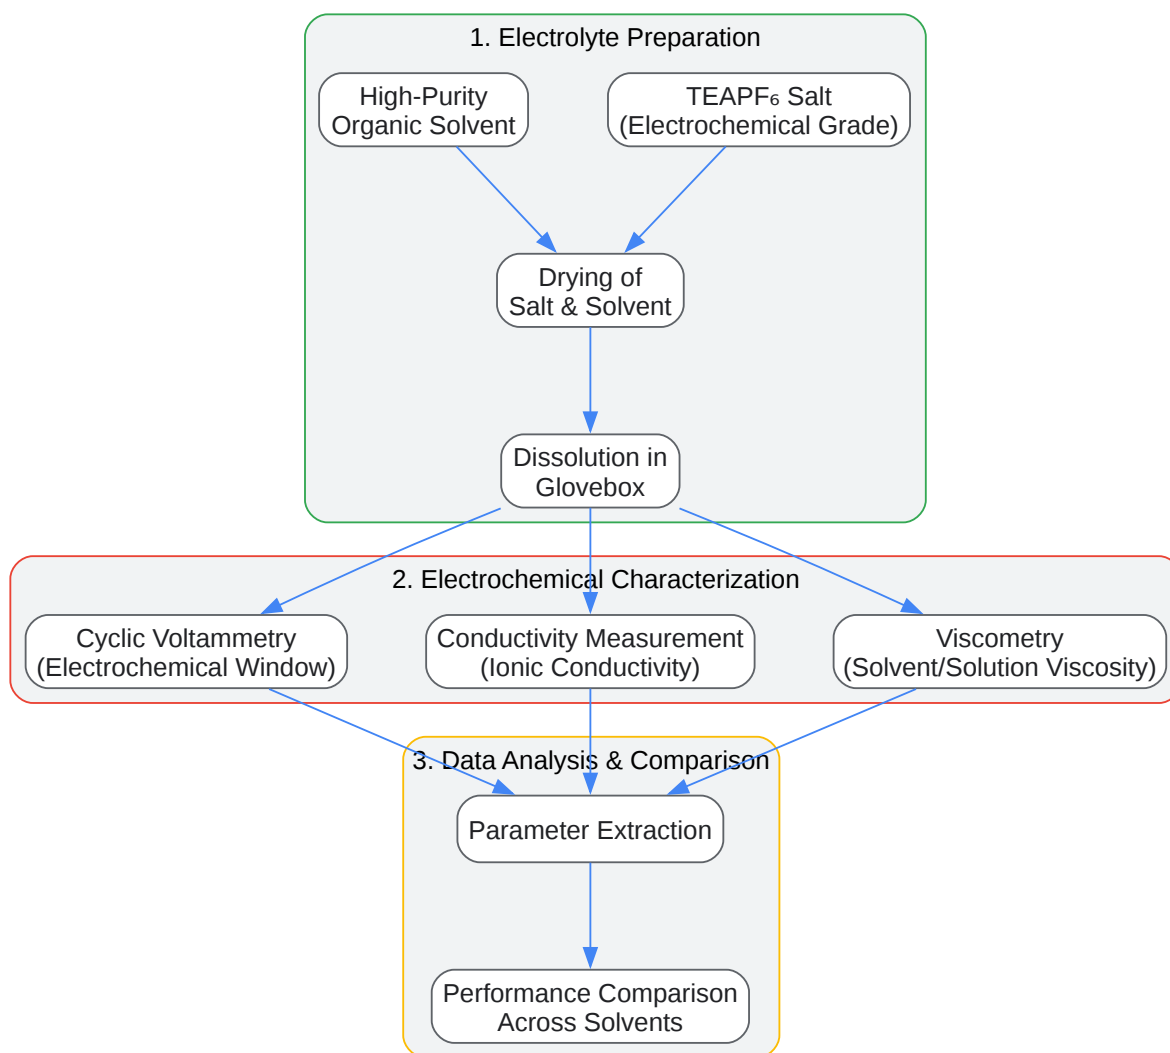 1. Electrolyte Preparation
High-Purity
Organic Solvent
TEAPF₆ Salt
(Electrochemical Grade)
Drying of
Salt & Solvent
Dissolution in
Glovebox
2. Electrochemical Characterization
Cyclic Voltammetry
(Electrochemical Window)
Conductivity Measurement
(Ionic Conductivity)
Viscometry
(Solvent/Solution Viscosity)
3. Data Analysis & Comparison
Parameter Extraction
Performance Comparison
Across Solvents